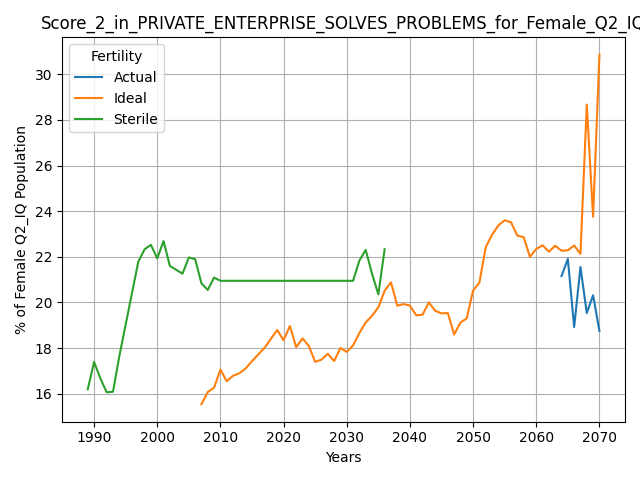 Score_2_in_PRIVATE_ENTERPRISE_SOLVES_PROBLEMS_for_Female_Q2_IQ
Fertility
Actual
Ideal
Sterile
% of Female Q2_IQ Population
30
28
26
24
22
20
18
16
1990 2000 2010 2020 2030 2040 2050 2060 2070
Years